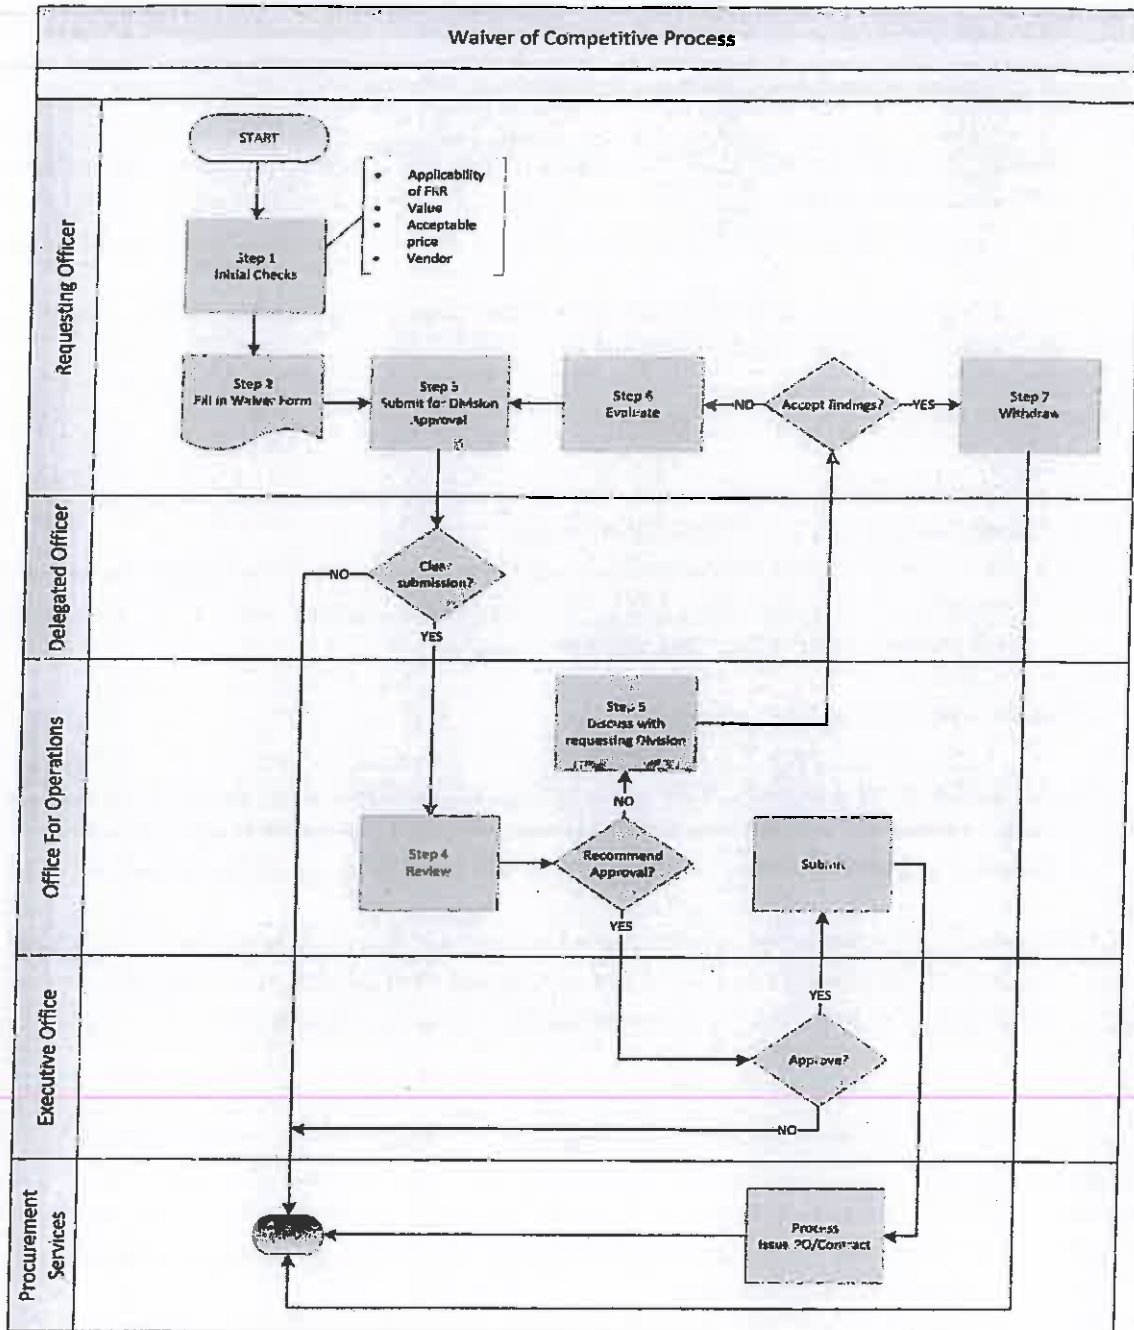 Waiver of Competitive Process
Requesting Officer
START
• Applicability
of FRR
• Value
• Acceptable
price
• Vendor
Step 1
Initial Checks
Step 2
Fill in Waiver Form
Step 3
Submit for Division
Approval
Step 6
Evaluate
NO
Accept findings?
YES
Step 7
Withdraw
Delegated Officer
NO
submission?
YES
Office For Operations
Step 5
Discuss with
requesting Division
NO
Step 4
Review
Recommend
Approval?
Submit
YES
Executive Office
YES
Approve?
NO
Procurement
Services
Process
Issue PO/Contract